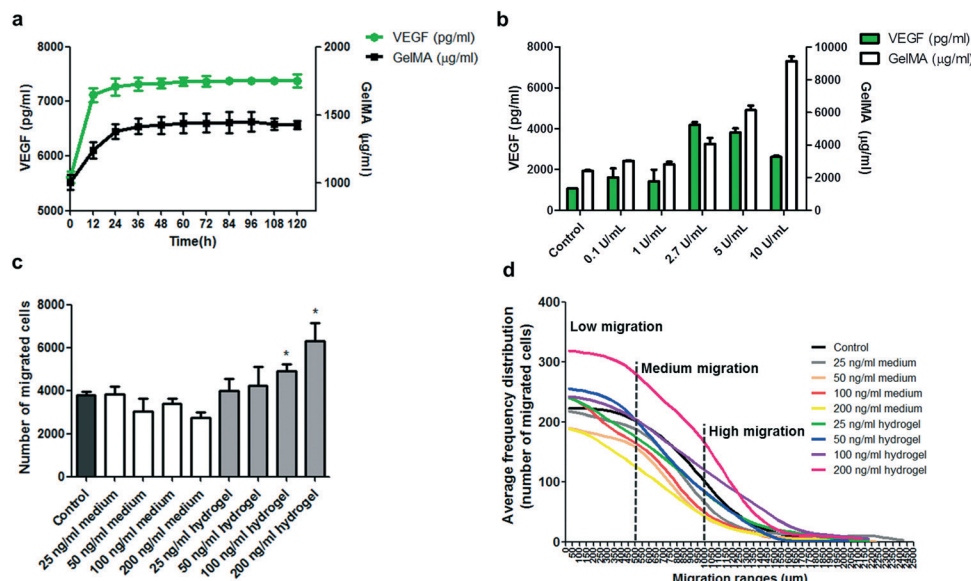 a
VEGF (pg/ml)
GelMA (μg/ml)
8000
7000
6000
5000
VEGF (pg/ml)
2000
1500
1000
GelMA (μg/ml)
0 12 24 36 48 60 72 84 96 108 120
Time(h)
b
VEGF (pg/ml)
GelMA (μg/ml)
8000
6000
4000
2000
0
VEGF (pg/ml)
10000
8000
6000
4000
2000
0
GelMA (μg/ml)
Control
0.1 U/mL
1 U/mL
2.7 U/mL
5 U/mL
10 U/mL
c
Number of migrated cells
8000
6000
4000
2000
0
*
*
Control
25 ng/ml medium
50 ng/ml medium
100 ng/ml medium
200 ng/ml medium
25 ng/ml hydrogel
50 ng/ml hydrogel
100 ng/ml hydrogel
200 ng/ml hydrogel
d
Average frequency distribution
(number of migrated cells)
400
300
200
100
0
Low migration
Medium migration
High migration
Control
25 ng/ml medium
50 ng/ml medium
100 ng/ml medium
200 ng/ml medium
25 ng/ml hydrogel
50 ng/ml hydrogel
100 ng/ml hydrogel
200 ng/ml hydrogel
Migration ranges (μm)